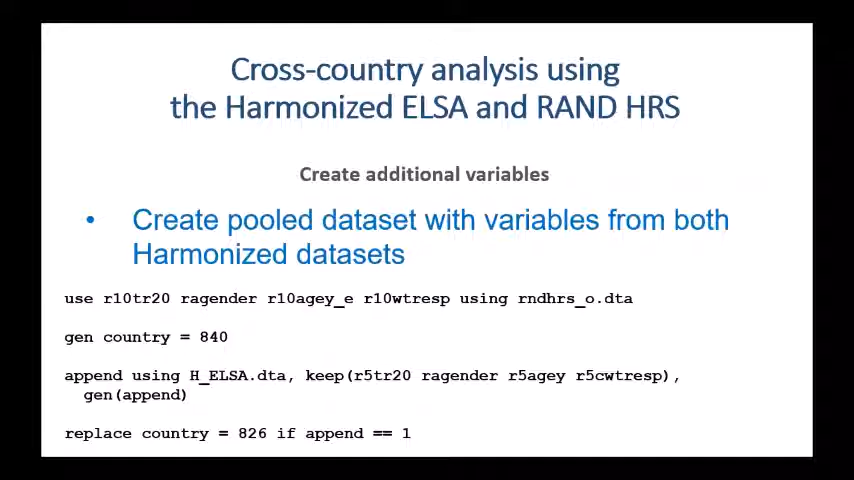 Cross-country analysis using
the Harmonized ELSA and RAND HRS
Create additional variables
• Create pooled dataset with variables from both
Harmonized datasets
use r10tr20 ragender r10agey_e r10wtresp using rndhrs_o.dta
gen country = 840
append using H_ELSA.dta, keep(r5tr20 ragender r5agey r5cwtresp),
gen(append)
replace country = 826 if append == 1